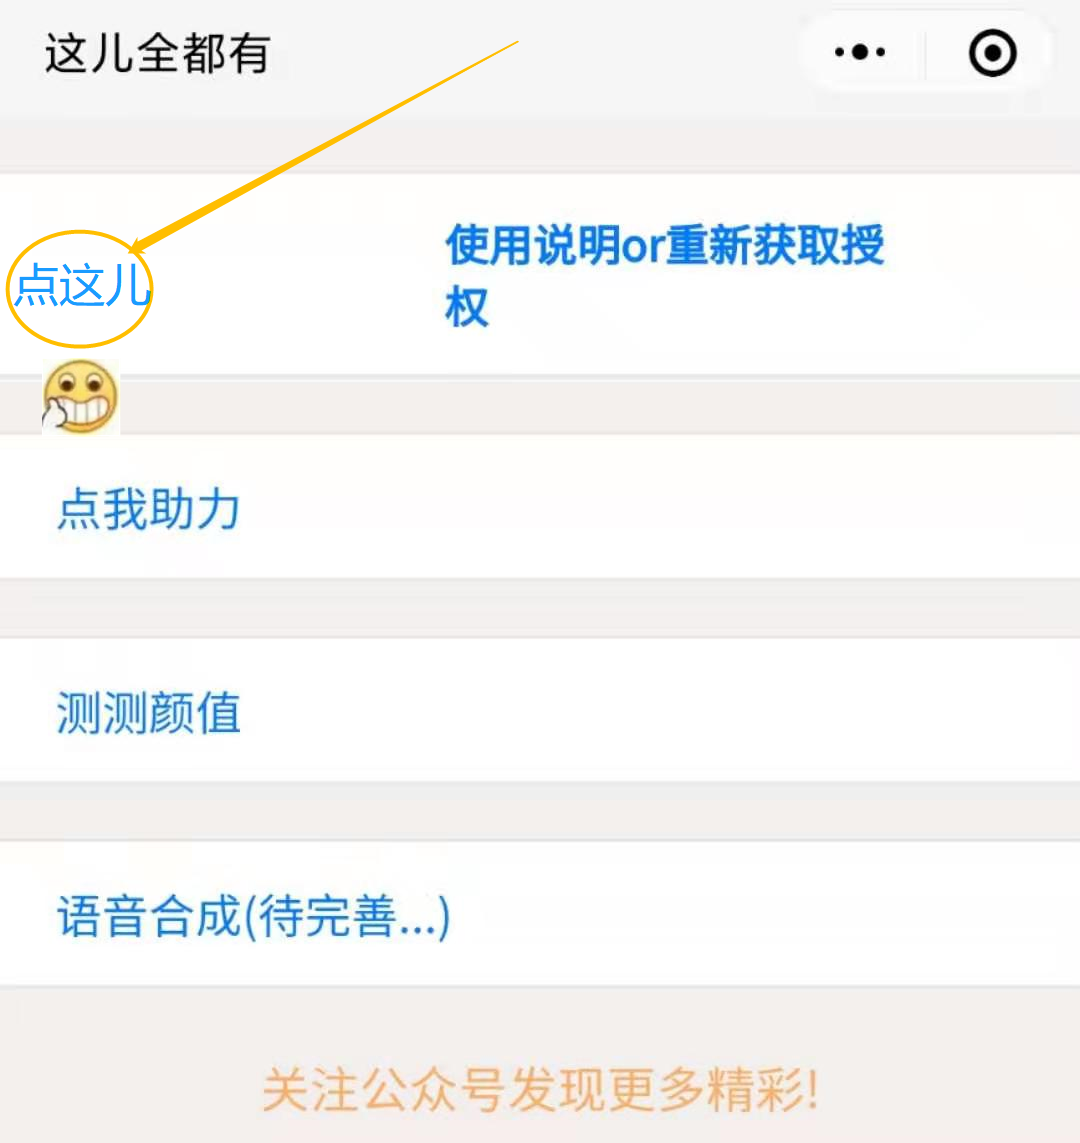 这儿全都有
使用说明or重新获取授
权
点这儿
点我助力
测测颜值
语音合成(待完善...)
关注公众号发现更多精彩!